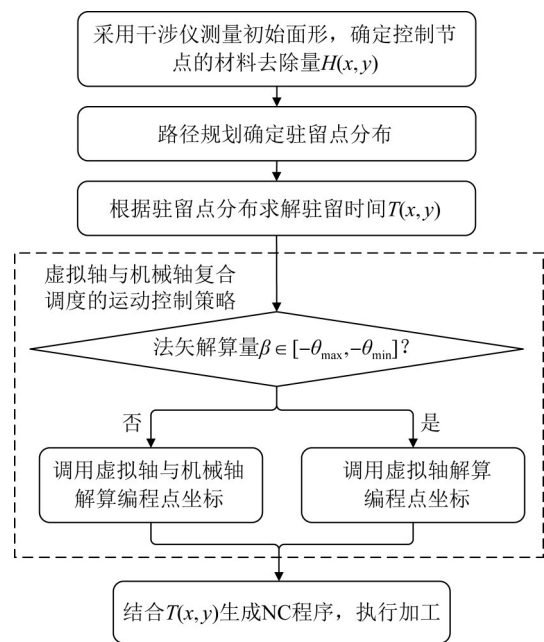 采用干涉仪测量初始面形，确定控制节
点的材料去除量H(x,y)
路径规划确定驻留点分布
根据驻留点分布求解驻留时间T(x,y)
虚拟轴与机械轴复合
调度的运动控制策略
法矢解算量β∈[-θmax,-θmin]?
否
是
调用虚拟轴与机械轴
解算编程点坐标
调用虚拟轴解算
编程点坐标
结合T(x,y)生成NC程序，执行加工